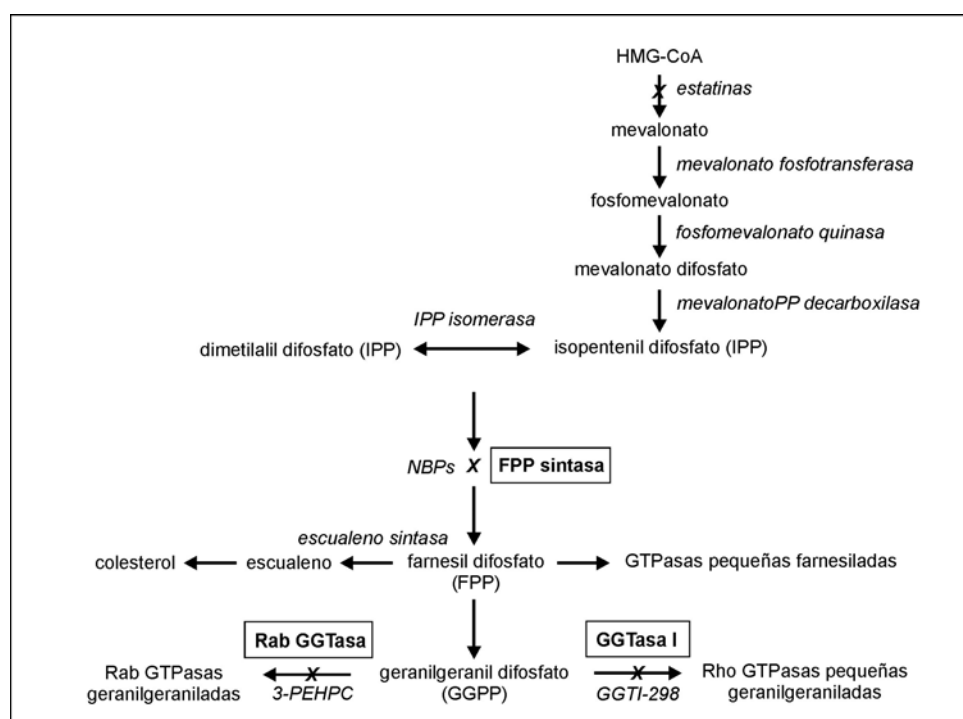 HMG-CoA
X estatinas
mevalonato
mevalonato fosfotransferasa
fosfomevalonato
fosfomevalonato quinasa
mevalonato difosfato
mevalonatoPP decarboxilasa
IPP isomerasa
dimetilalil difosfato (IPP)
isopentenil difosfato (IPP)
NBPs X FPP sintasa
escualeno sintasa
colesterol
escualeno
farnesil difosfato
(FPP)
GTPasas pequeñas farnesiladas
Rab GGTasa
GGTasa I
Rab GTPasas
geranilgeraniladas
X
3-PEHPC
geranilgeranil difosfato
(GGPP)
X
GGTI-298
Rho GTPasas pequeñas
geranilgeraniladas